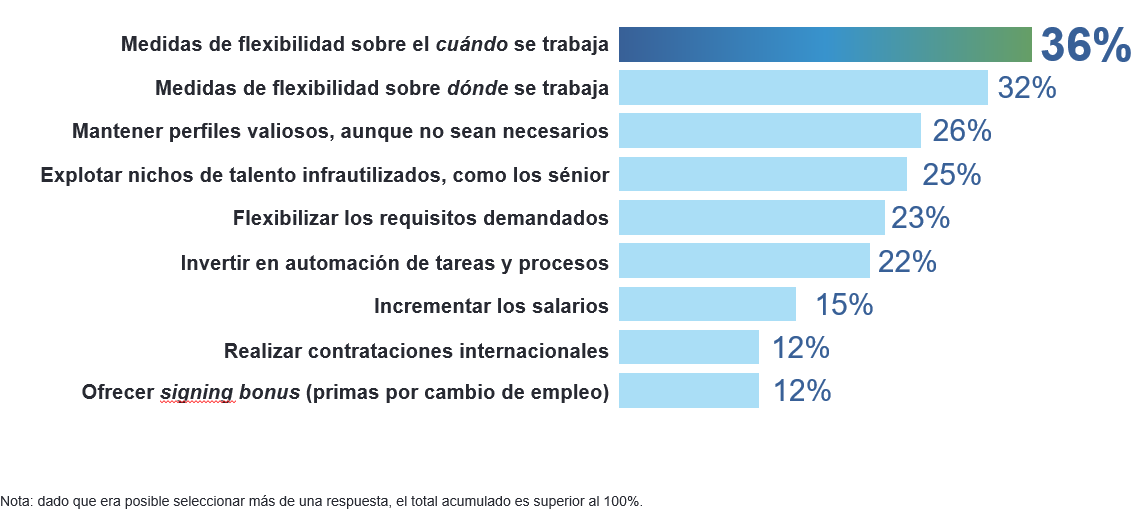 Medidas de flexibilidad sobre el cuándo se trabaja 36%
Medidas de flexibilidad sobre dónde se trabaja 32%
Mantener perfiles valiosos, aunque no sean necesarios 26%
Explotar nichos de talento infrautilizados, como los sénior 25%
Flexibilizar los requisitos demandados 23%
Invertir en automación de tareas y procesos 22%
Incrementar los salarios 15%
Realizar contrataciones internacionales 12%
Ofrecer signing bonus (primas por cambio de empleo) 12%
Nota: dado que era posible seleccionar más de una respuesta, el total acumulado es superior al 100%.